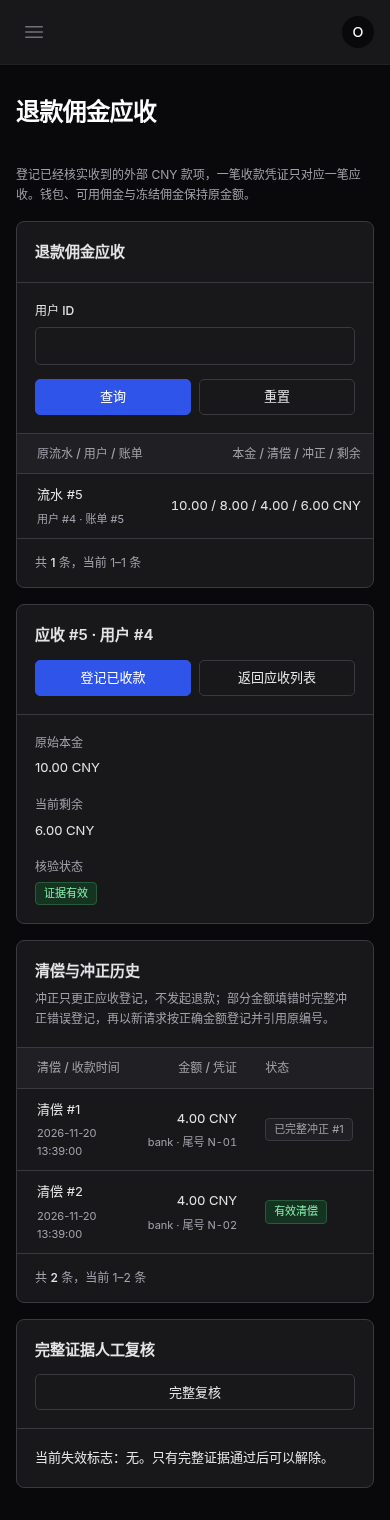 O
退款佣金应收
登记已经核实收到的外部 CNY 款项，一笔收款凭证只对应一笔应
收。钱包、可用佣金与冻结佣金保持原金额。
退款佣金应收
用户 ID
查询
重置
原流水 / 用户 / 账单
本金 / 清偿 / 冲正 / 剩余
流水 #5
用户 #4 · 账单 #5
10.00 / 8.00 / 4.00 / 6.00 CNY
共 1 条，当前 1–1 条
应收 #5 · 用户 #4
登记已收款
返回应收列表
原始本金
10.00 CNY
当前剩余
6.00 CNY
核验状态
证据有效
清偿与冲正历史
冲正只更正应收登记，不发起退款；部分金额填错时完整冲
正错误登记，再以新请求按正确金额登记并引用原编号。
清偿 / 收款时间
金额 / 凭证
状态
清偿 #1
2026-11-20
13:39:00
4.00 CNY
bank · 尾号 N-01
已完整冲正 #1
清偿 #2
2026-11-20
13:39:00
4.00 CNY
bank · 尾号 N-02
有效清偿
共 2 条，当前 1–2 条
完整证据人工复核
完整复核
当前失效标志：无。只有完整证据通过后可以解除。